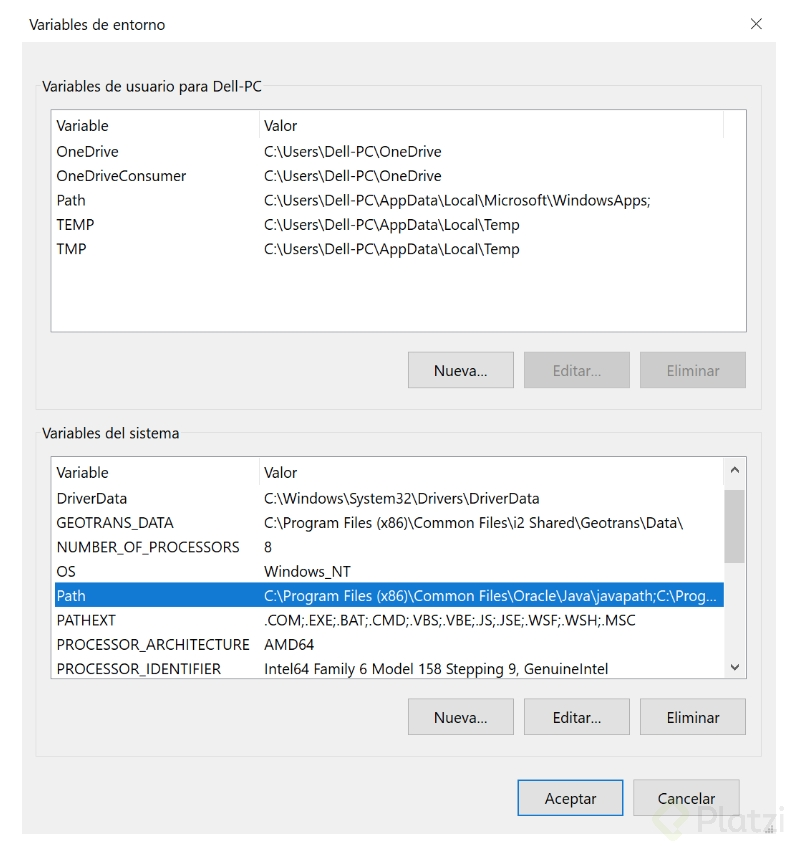 Variables de entorno
Variables de usuario para Dell-PC
Variable Valor
OneDrive C:\Users\Dell-PC\OneDrive
OneDriveConsumer C:\Users\Dell-PC\OneDrive
Path C:\Users\Dell-PC\AppData\Local\Microsoft\WindowsApps;
TEMP C:\Users\Dell-PC\AppData\Local\Temp
TMP C:\Users\Dell-PC\AppData\Local\Temp
Nueva... Editar... Eliminar
Variables del sistema
Variable Valor
DriverData C:\Windows\System32\Drivers\DriverData
GEOTRANS_DATA C:\Program Files (x86)\Common Files\i2 Shared\Geotrans\Data\
NUMBER_OF_PROCESSORS 8
OS Windows_NT
Path C:\Program Files (x86)\Common Files\Oracle\Java\javapath;C:\Prog...
PATHEXT .COM;.EXE;.BAT;.CMD;.VBS;.VBE;.JS;.JSE;.WSF;.WSH;.MSC
PROCESSOR_ARCHITECTURE AMD64
PROCESSOR_IDENTIFIER Intel64 Family 6 Model 158 Stepping 9, GenuineIntel
Nueva... Editar... Eliminar
Aceptar Cancelar
Platzi